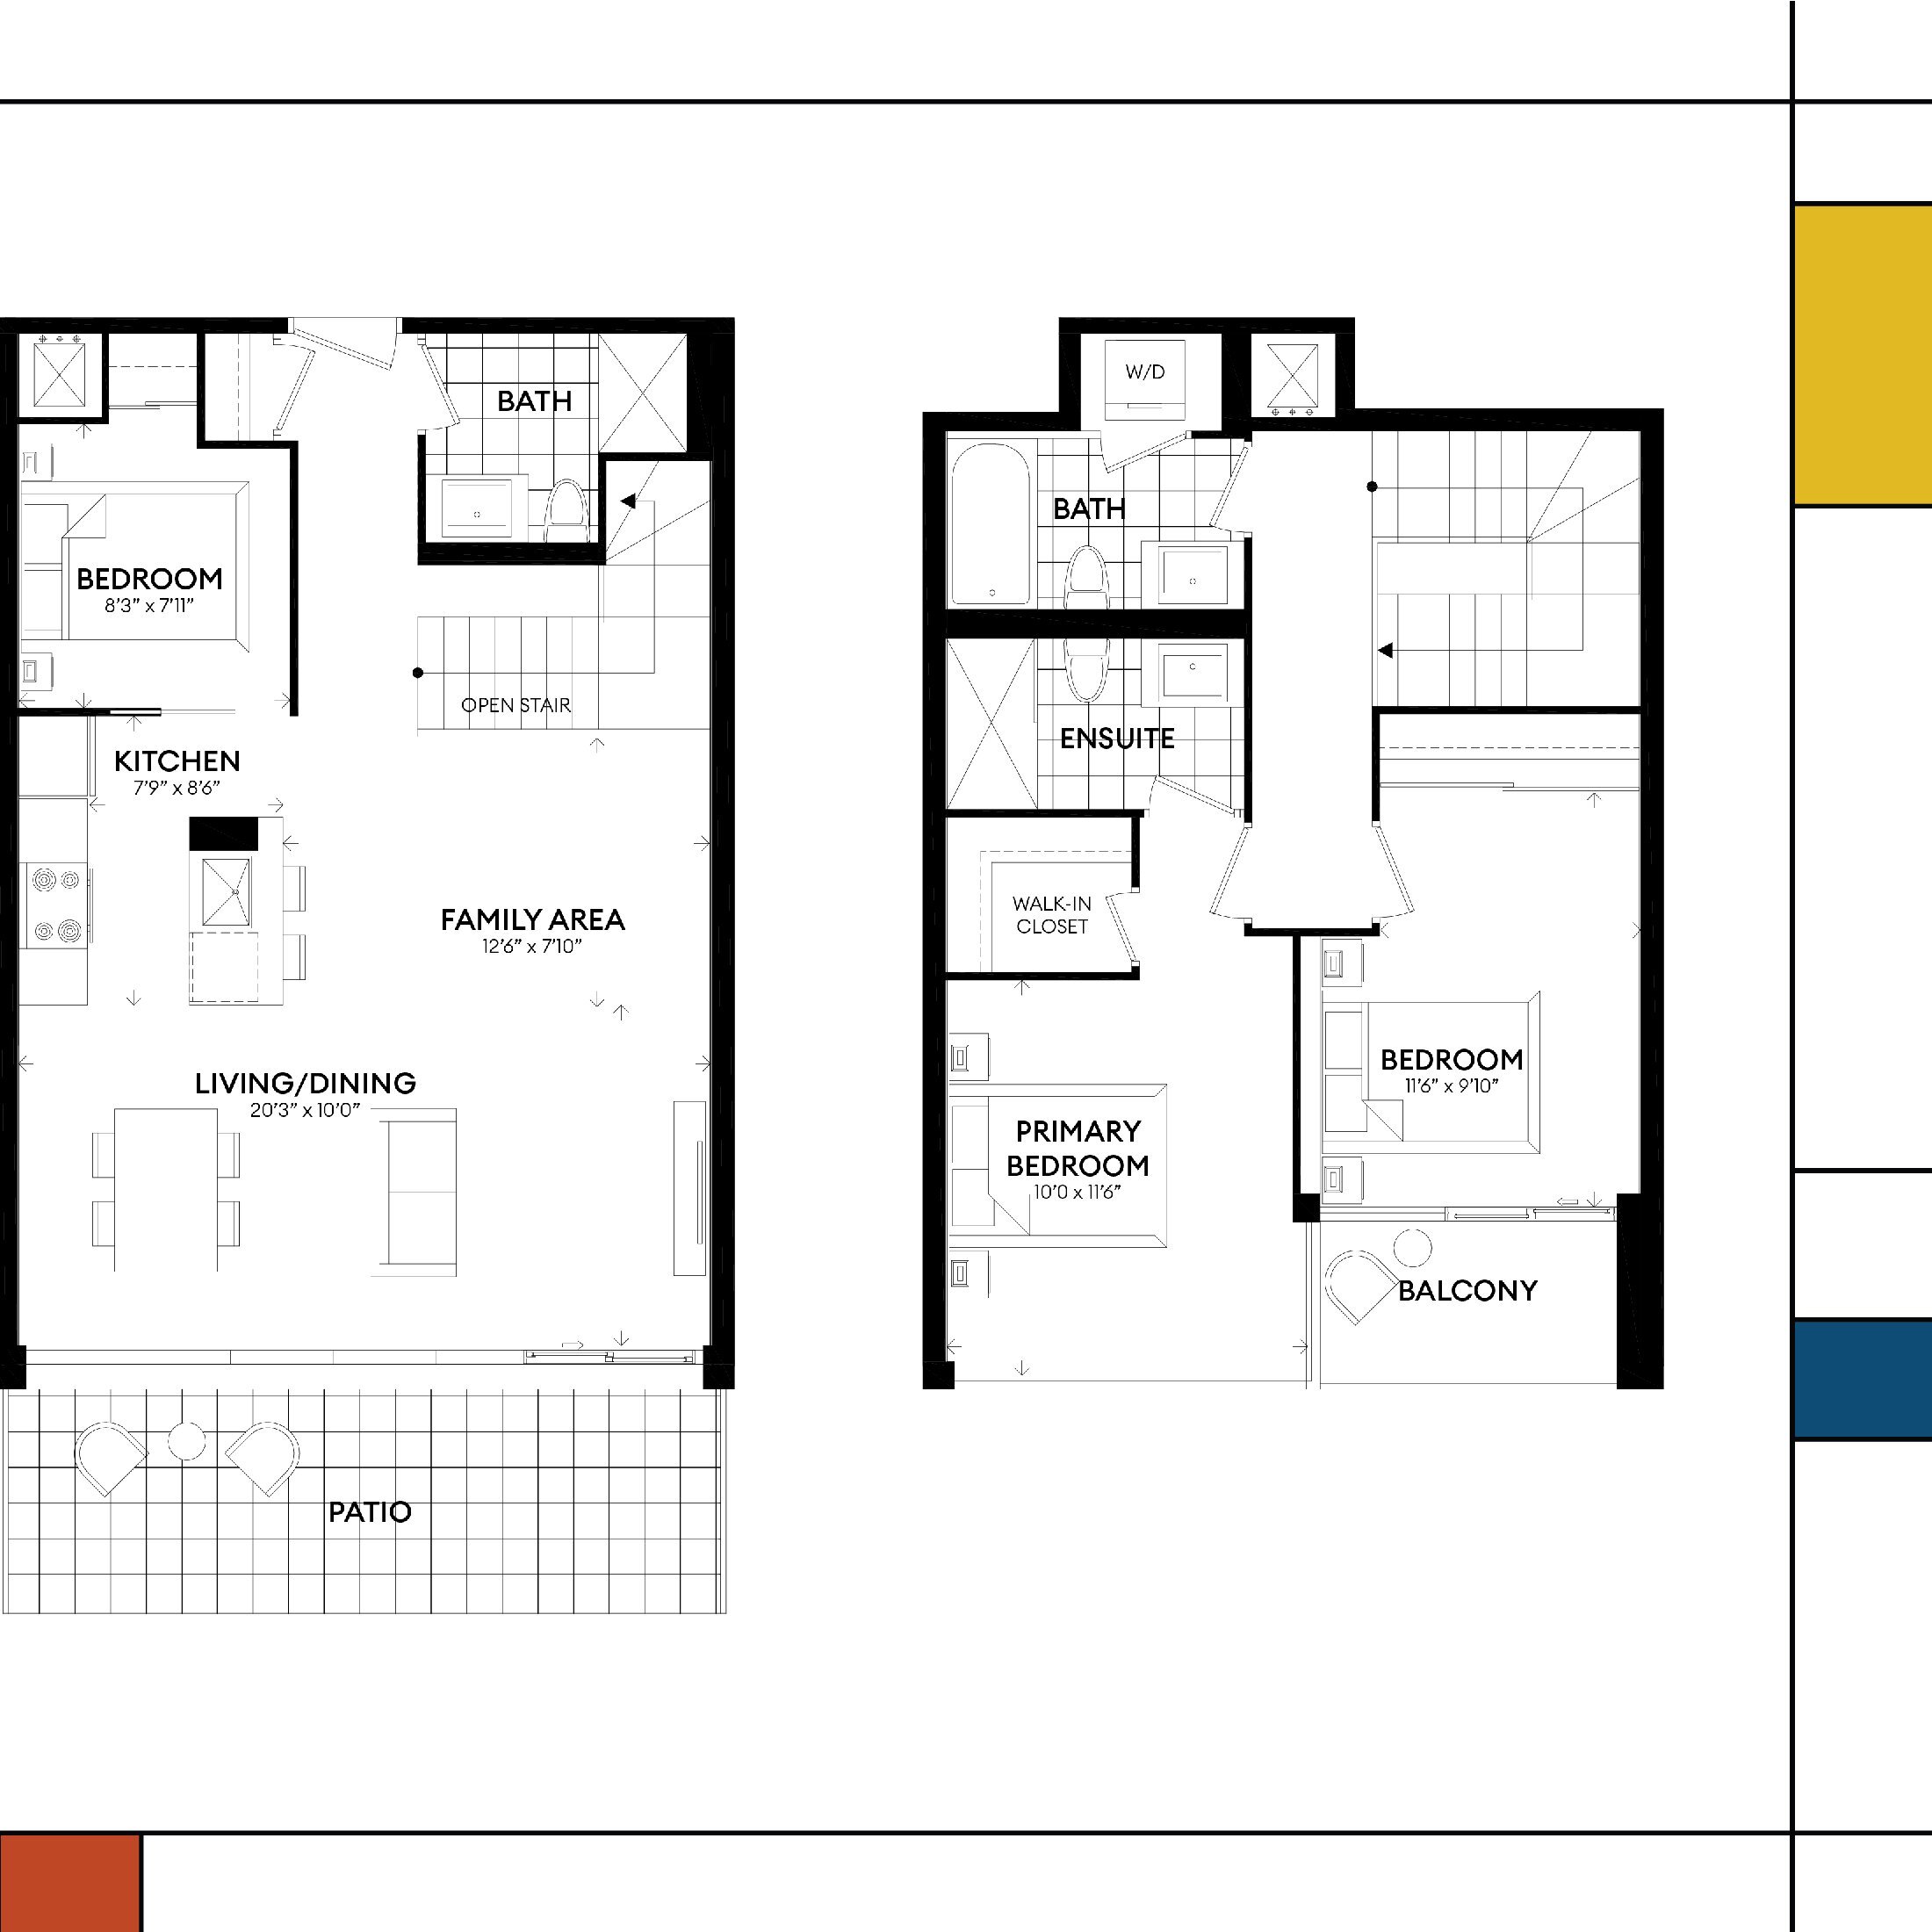 BATH
BEDROOM
8’3” x 7’11”
OPEN STAIR
KITCHEN
7’9” x 8’6”
FAMILY AREA
12’6” x 7’10”
LIVING/DINING
20’3” x 10’0”
PATIO
W/D
BATH
ENSUITE
WALK-IN
CLOSET
BEDROOM
11’6” x 9’10”
PRIMARY
BEDROOM
10’0 x 11’6”
BALCONY